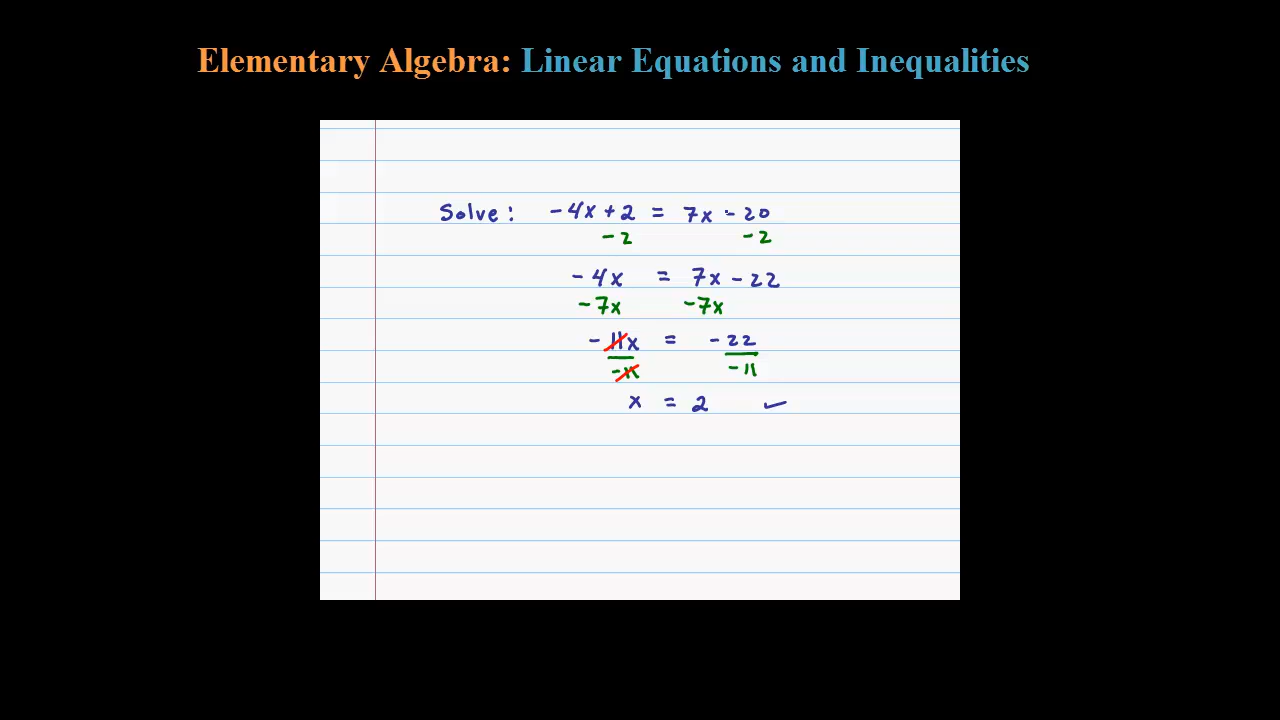 Elementary Algebra: Linear Equations and Inequalities
Solve: -4x + 2 = 7x - 20
-2 -2
-4x = 7x - 22
-7x -7x
-11x = -22
-11 -11
x = 2 ✓